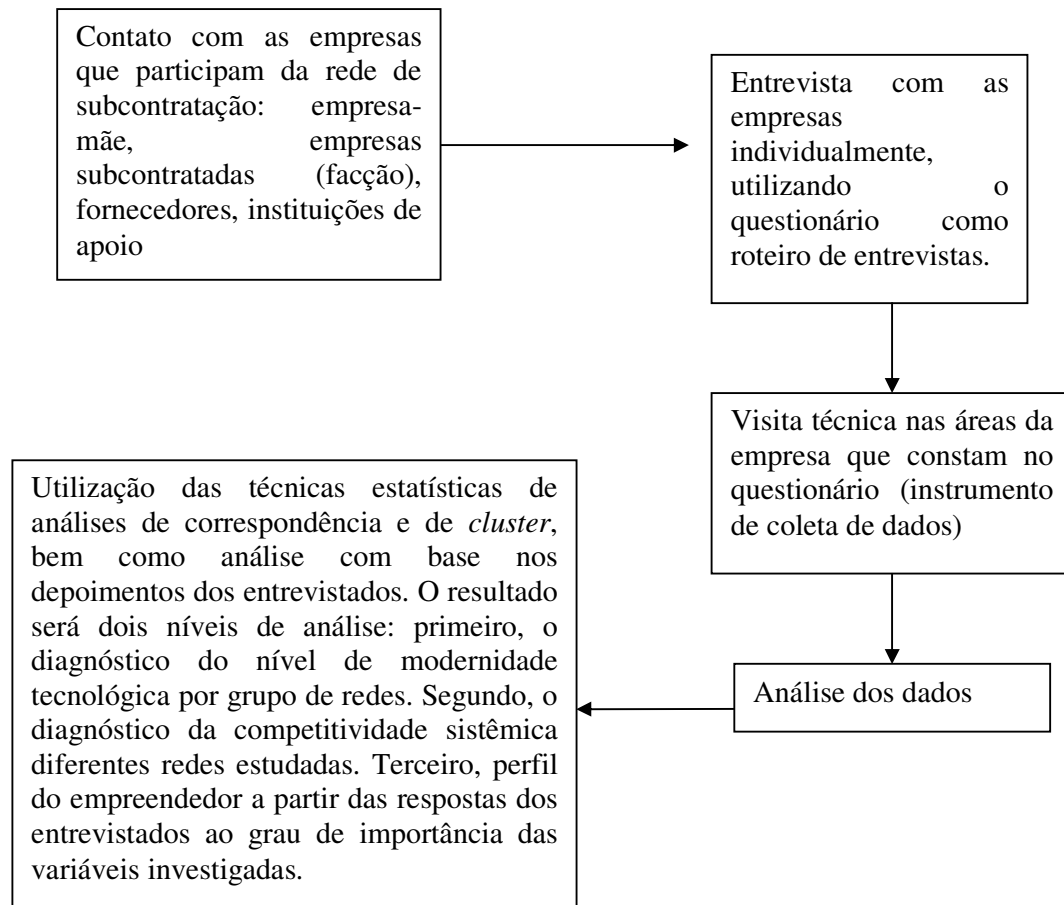 Contato com as empresas
que participam da rede de
subcontratação: empresa-
mãe, empresas
subcontratadas (facção),
fornecedores, instituições de
apoio
Entrevista com as
empresas
individualmente,
utilizando o
questionário como
roteiro de entrevistas.
Visita técnica nas áreas da
empresa que constam no
questionário (instrumento
de coleta de dados)
Análise dos dados
Utilização das técnicas estatísticas de
análises de correspondência e de cluster,
bem como análise com base nos
depoimentos dos entrevistados. O resultado
será dois níveis de análise: primeiro, o
diagnóstico do nível de modernidade
tecnológica por grupo de redes. Segundo, o
diagnóstico da competitividade sistêmica
diferentes redes estudadas. Terceiro, perfil
do empreendedor a partir das respostas dos
entrevistados ao grau de importância das
variáveis investigadas.